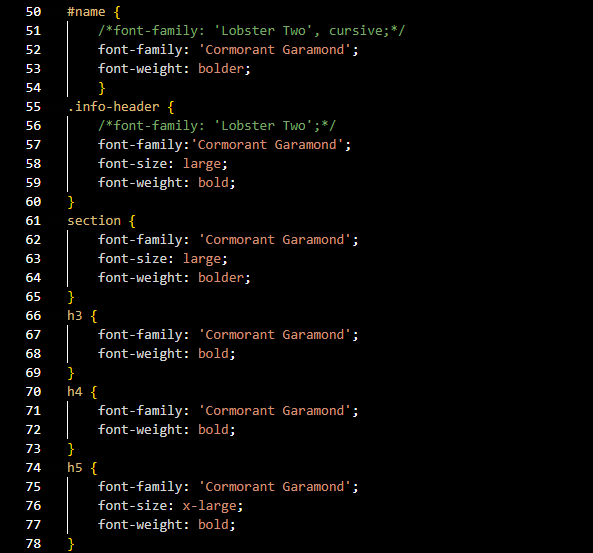 50 #name {
51     /*font-family: 'Lobster Two', cursive;*/
52     font-family: 'Cormorant Garamond';
53     font-weight: bolder;
54     }
55 .info-header {
56     /*font-family: 'Lobster Two';*/
57     font-family:'Cormorant Garamond';
58     font-size: large;
59     font-weight: bold;
60 }
61 section {
62     font-family: 'Cormorant Garamond';
63     font-size: large;
64     font-weight: bolder;
65 }
66 h3 {
67     font-family: 'Cormorant Garamond';
68     font-weight: bold;
69 }
70 h4 {
71     font-family: 'Cormorant Garamond';
72     font-weight: bold;
73 }
74 h5 {
75     font-family: 'Cormorant Garamond';
76     font-size: x-large;
77     font-weight: bold;
78 }